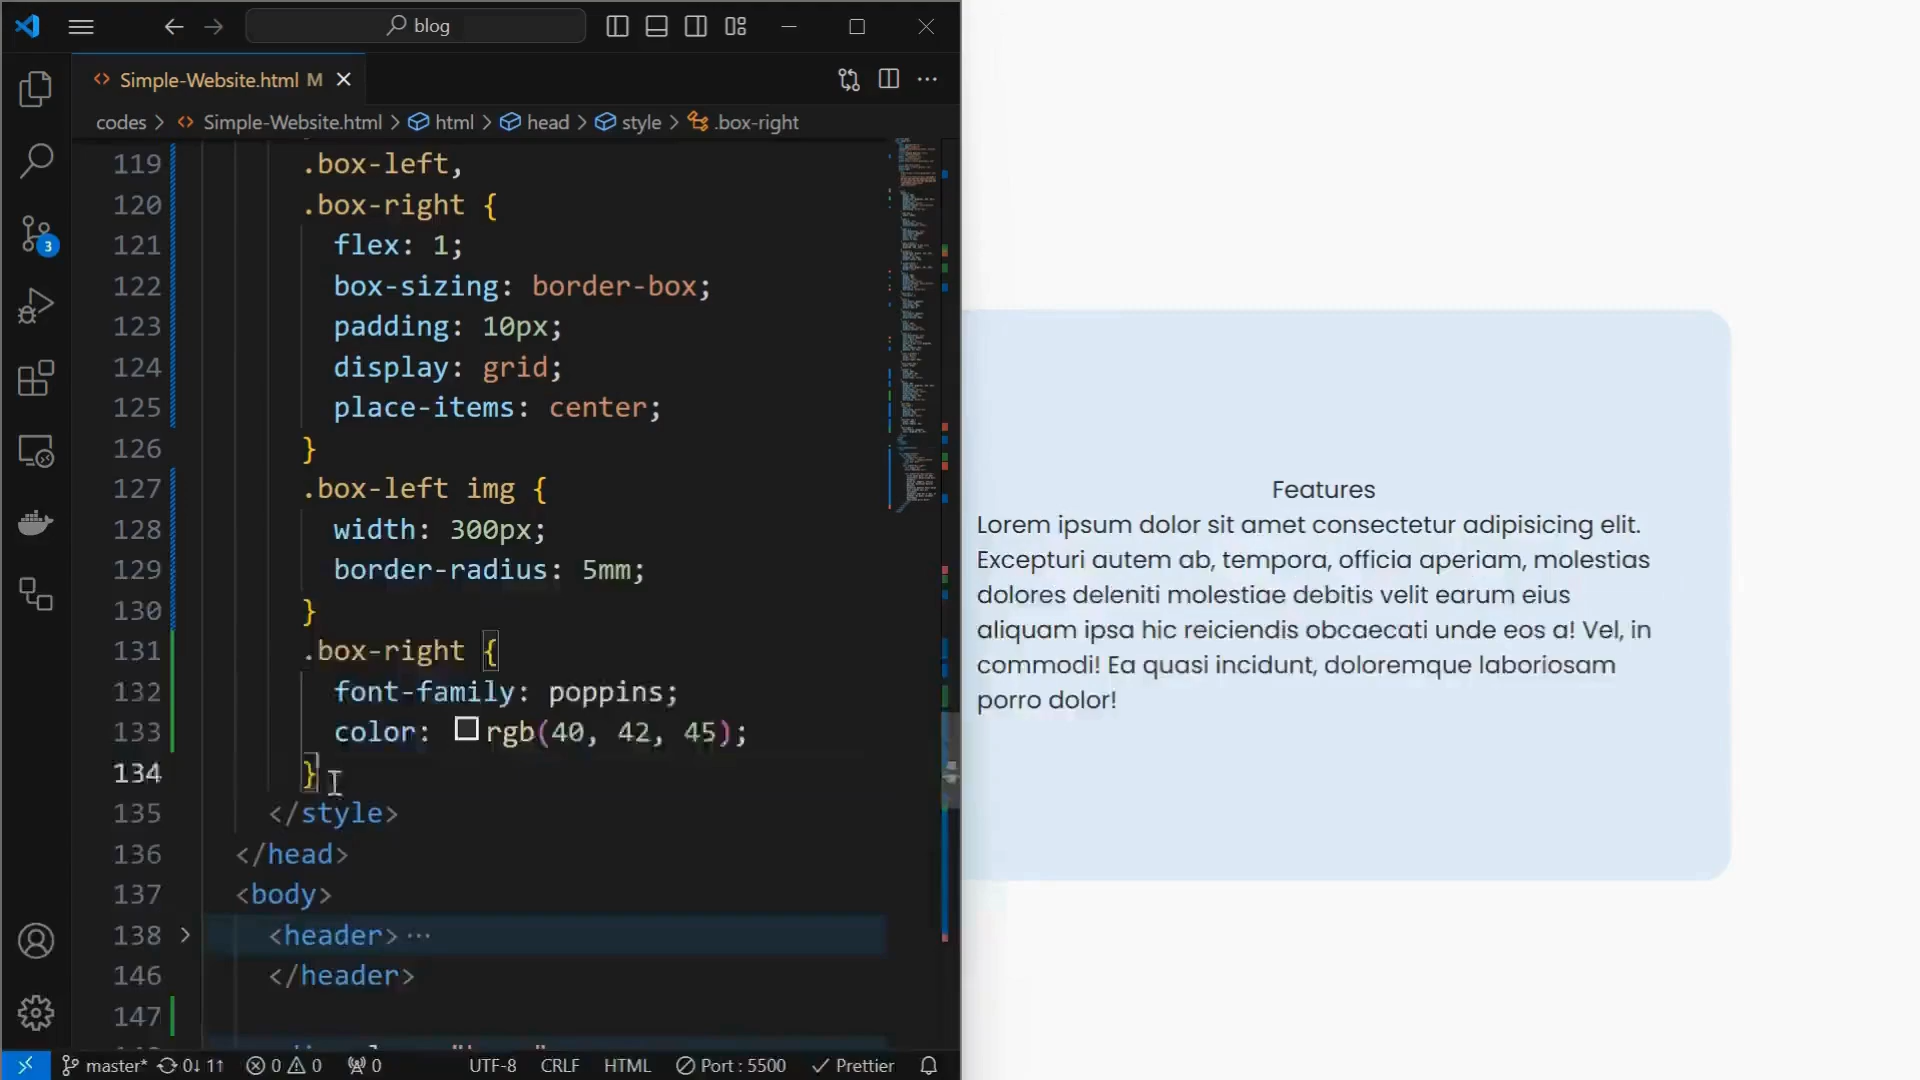 blog
Simple-Website.html M
codes > Simple-Website.html > html > head > style > .box-right
119 .box-left,
120 .box-right {
121 flex: 1;
122 box-sizing: border-box;
123 padding: 10px;
124 display: grid;
125 place-items: center;
126 }
127 .box-left img {
128 width: 300px;
129 border-radius: 5mm;
130 }
131 .box-right {
132 font-family: poppins;
133 color: rgb(40, 42, 45);
134 }
135 </style>
136 </head>
137 <body>
138 <header>...
146 </header>
147
3
master* 0↓ 1↑ 0 0 0 UTF-8 CRLF HTML Port : 5500 Prettier
Features
Lorem ipsum dolor sit amet consectetur adipisicing elit.
Excepturi autem ab, tempora, officia aperiam, molestias
dolores deleniti molestiae debitis velit earum eius
aliquam ipsa hic reiciendis obcaecati unde eos a! Vel, in
commodi! Ea quasi incidunt, doloremque laboriosam
porro dolor!